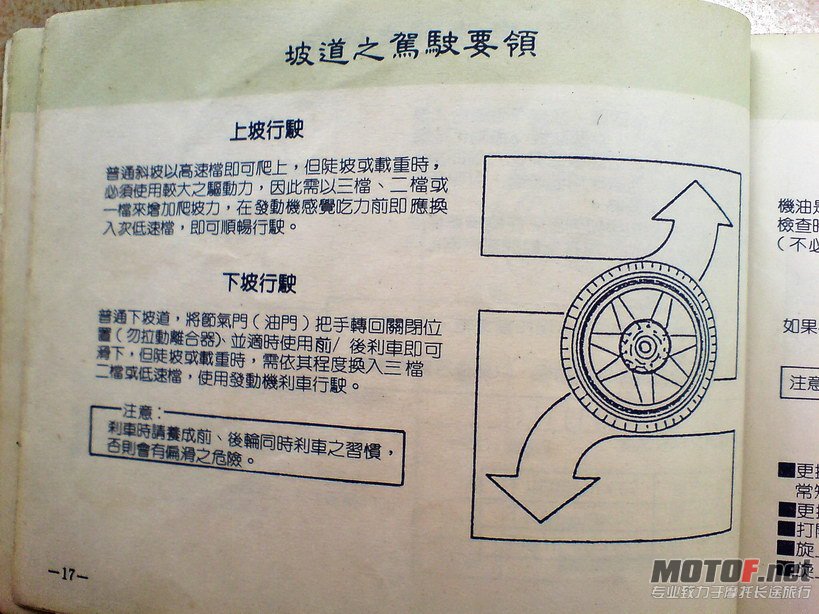 坡道之駕駛要領
上坡行駛
普通斜坡以高速檔即可爬上，但陡坡或載重時，
必須使用較大之驅動力，因此需以三檔、二檔或
一檔來增加爬坡力，在發動機感覺吃力前即應換
入次低速檔，即可順暢行駛。
下坡行駛
普通下坡道，將節氣門（油門）把手轉回關閉位
置（勿拉動離合器）、並適時使用前/後剎車即可
滑下，但陡坡或載重時，需依其程度換入三檔
二檔或低速檔，使用發動機剎車行駛。
注意：
剎車時請養成前、後輪同時剎車之習慣，
否則會有偏滑之危險。
—17—
機油是
檢查時
（不必
如果
注意
■更換
常矢
■更換
■打開
■旋上
MOTOF.net
专业致力于摩托长途旅行